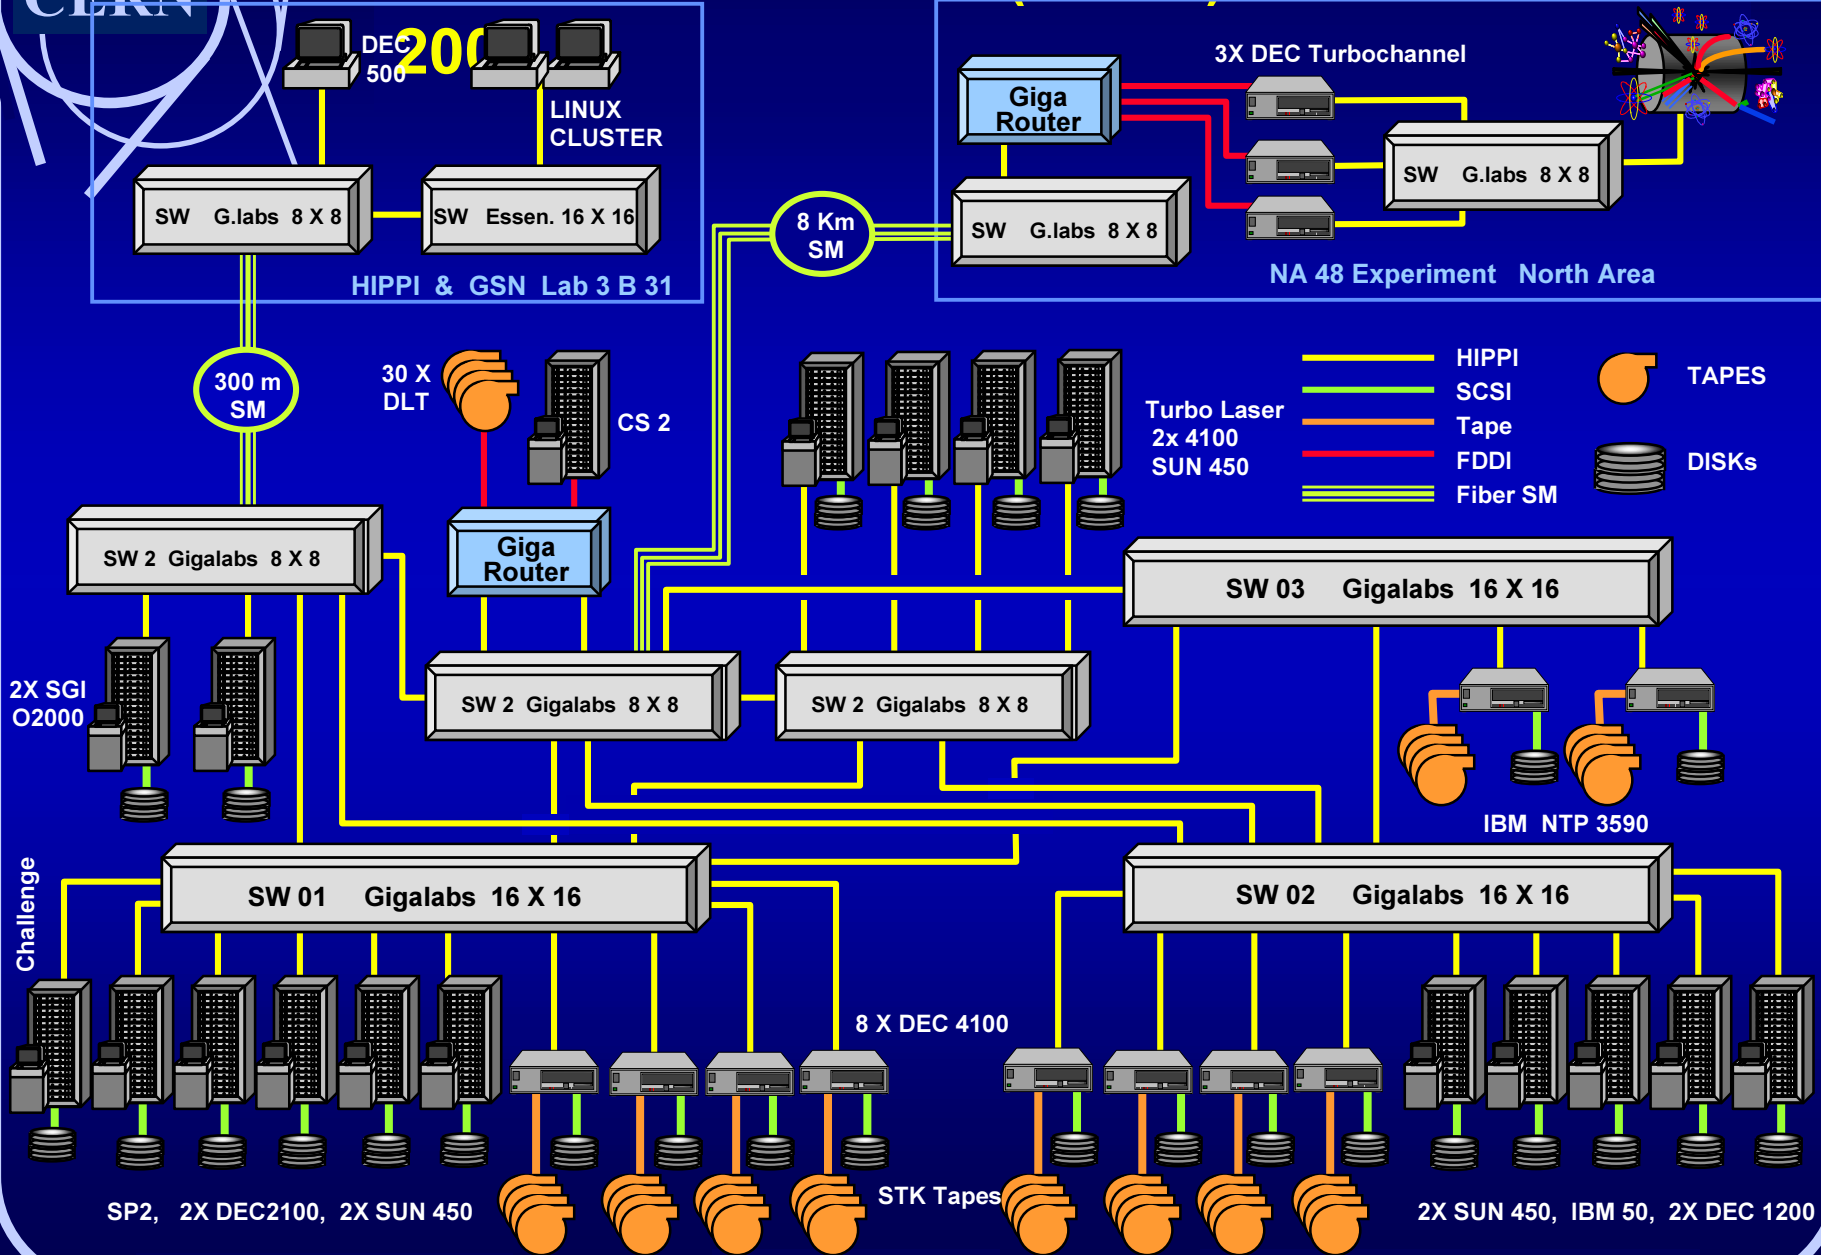 CERN
200
DEC
500
LINUX
CLUSTER
SW G.labs 8 X 8
SW Essen. 16 X 16
HIPPI & GSN Lab 3 B 31
3X DEC Turbochannel
Giga
Router
SW G.labs 8 X 8
SW G.labs 8 X 8
NA 48 Experiment North Area
8 Km
SM
300 m
SM
30 X
DLT
CS 2
Turbo Laser
2x 4100
SUN 450
HIPPI
SCSI
Tape
FDDI
Fiber SM
TAPES
DISKs
SW 2 Gigalabs 8 X 8
Giga
Router
SW 03 Gigalabs 16 X 16
2X SGI
O2000
SW 2 Gigalabs 8 X 8
SW 2 Gigalabs 8 X 8
IBM NTP 3590
Challenge
SW 01 Gigalabs 16 X 16
SW 02 Gigalabs 16 X 16
8 X DEC 4100
STK Tapes
SP2, 2X DEC2100, 2X SUN 450
2X SUN 450, IBM 50, 2X DEC 1200